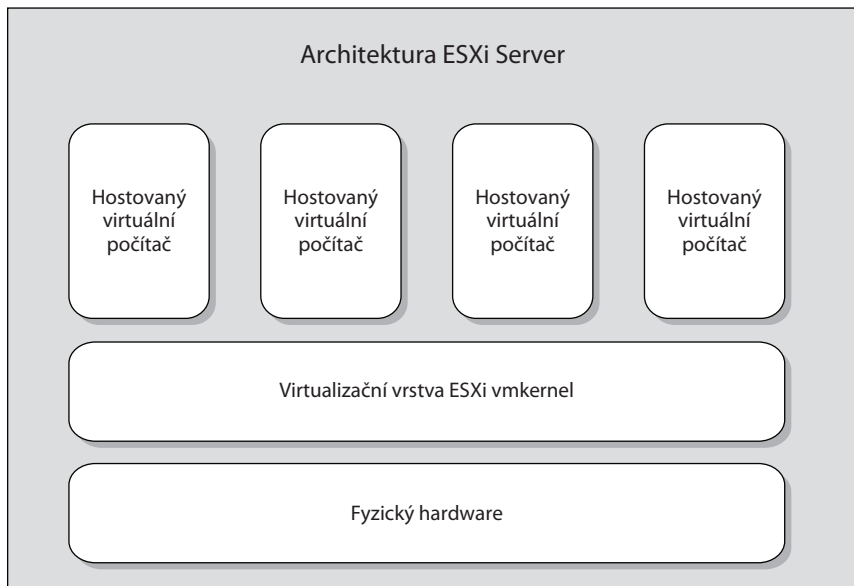 Architektura ESXi Server
Hostovaný
virtuální
počítač
Hostovaný
virtuální
počítač
Hostovaný
virtuální
počítač
Hostovaný
virtuální
počítač
Virtualizační vrstva ESXi vmkernel
Fyzický hardware